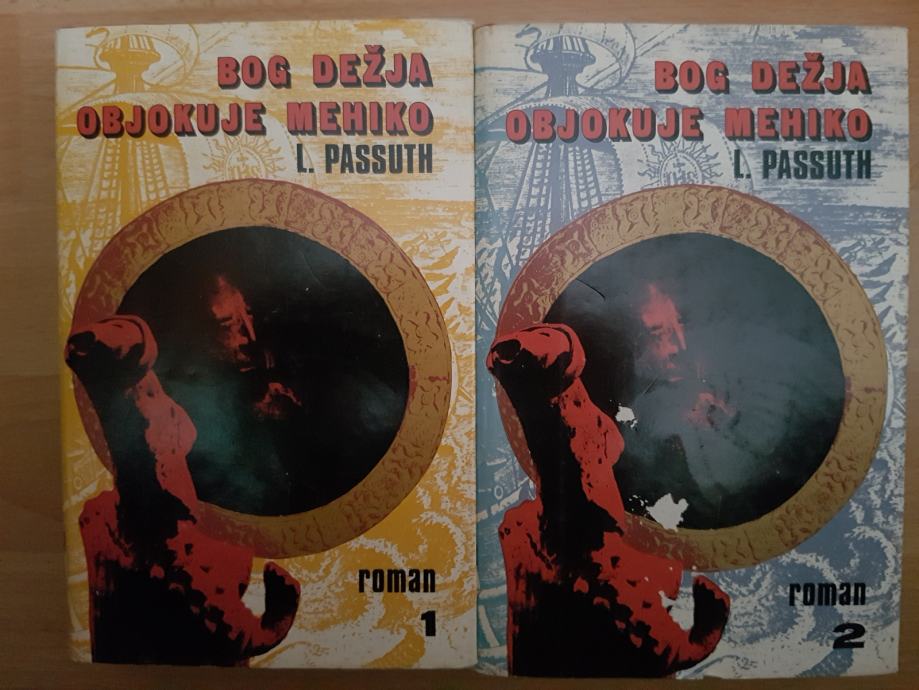 BOG DEŽJA
OBJOKUJE MEHIKO
L. PASSUTH
roman
1
BOG DEŽJA
OBJOKUJE MEHIKO
L. PASSUTH
roman
2